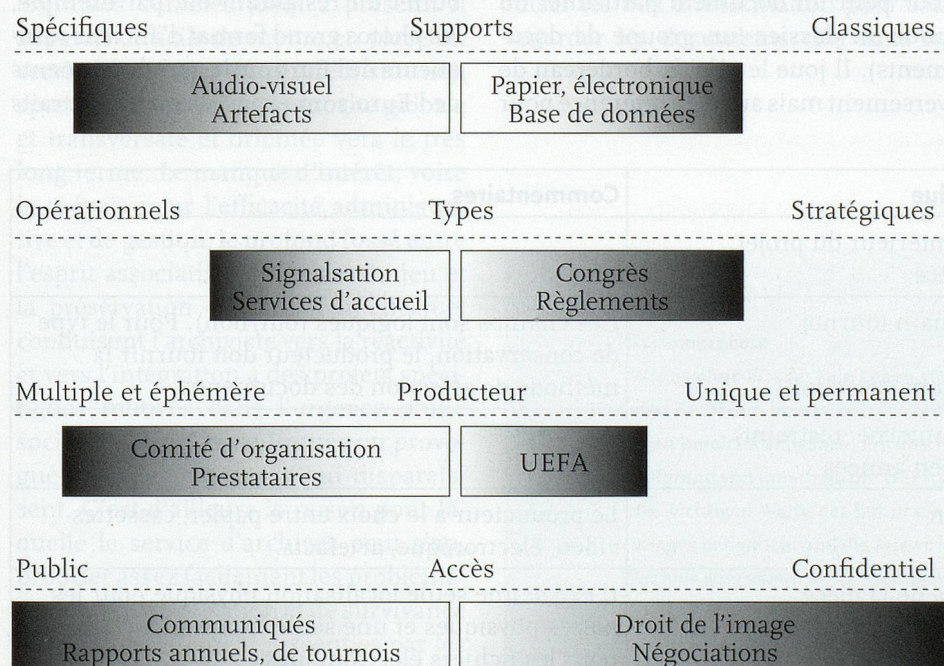 Spécifiques Supports Classiques
Audio-visuel Papier, électronique
Artefacts Base de données
Opérationnels Types Stratégiques
Signalsation Congrès
Services d'accueil Règlements
Multiple et éphémère Producteur Unique et permanent
Comité d'organisation UEFA
Prestataires
Public Accès Confidentiel
Communiqués Droit de l'image
Rapports annuels, de tournois Négociations